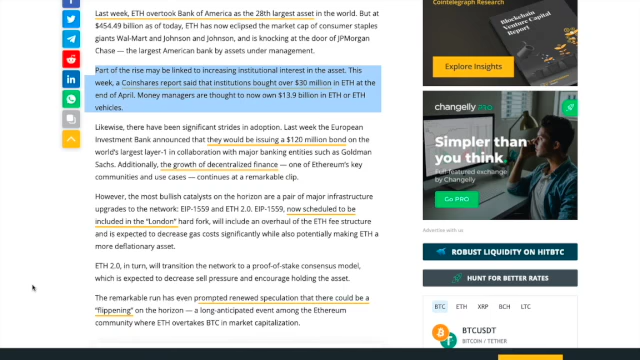 Last week, ETH overtook Bank of America as the 28th largest asset in the world. But at
$454.49 billion as of today, ETH has now eclipsed the market cap of consumer staples
giants Wal-Mart and Johnson and Johnson, and is knocking at the door of JPMorgan
Chase — the largest American bank by assets under management.
Part of the rise may be linked to increasing institutional interest in the asset. This
week, a Coinshares report said that institutions bought over $30 million in ETH at the
end of April. Money managers are thought to now own $13.9 billion in ETH or ETH
vehicles.
Likewise, there have been significant strides in adoption. Last week the European
Investment Bank announced that they would be issuing a $120 million bond on
the world's largest layer-1 in collaboration with major banking entities such as Goldman
Sachs. Additionally, the growth of decentralized finance — one of Ethereum's key
communities and use cases — continues at a remarkable clip.
However, the most bullish catalysts on the horizon are a pair of major infrastructure
upgrades to the network: EIP-1559 and ETH 2.0. EIP-1559, now scheduled to be
included in the "London" hard fork, will include an overhaul of the ETH fee structure
and is expected to decrease gas costs significantly while also potentially making ETH a
more deflationary asset.
ETH 2.0, in turn, will transition the network to a proof-of-stake consensus model,
which is expected to decrease sell pressure and encourage holding the asset.
The remarkable run has even prompted renewed speculation that there could be a
"flippening" on the horizon — a long-anticipated event among the Ethereum
community where ETH overtakes BTC in market capitalization.
Cointelegraph Research
Blockchain
Venture
Capital
Report
Explore Insights
changelly PRO
Simpler than
you think
Full-featured exchange
by Changelly
Go PRO
Advertise with us
ROBUST LIQUIDITY ON HITBTC
HUNT FOR BETTER RATES
BTC ETH XRP BCH LTC
BTCUSDT
BITCOIN / TETHER